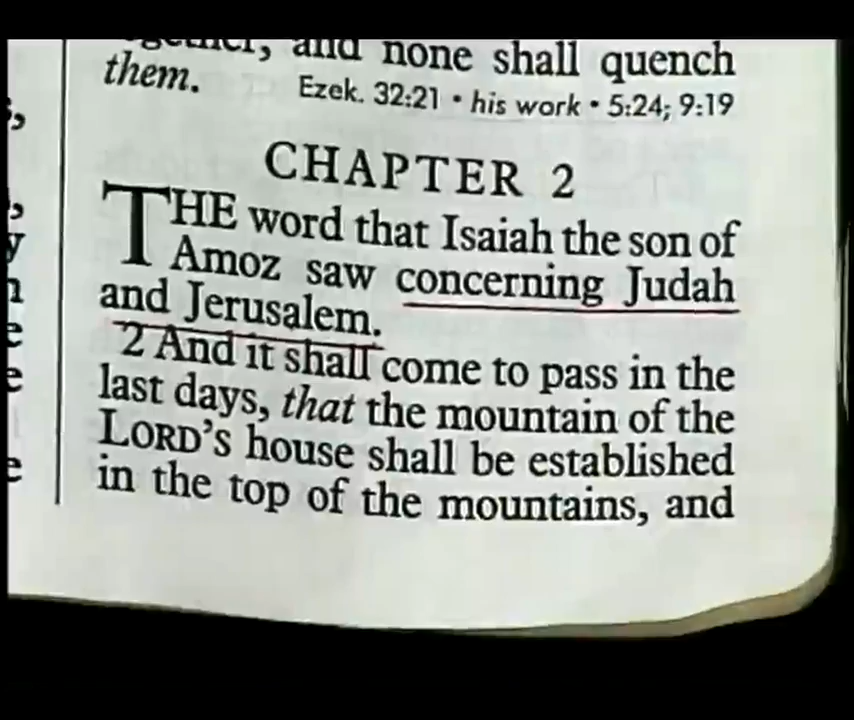 together, and none shall quench
them.    Ezek. 32:21 • his work • 5:24; 9:19
CHAPTER 2
THE word that Isaiah the son of
Amoz saw concerning Judah
and Jerusalem.
2 And it shall come to pass in the
last days, that the mountain of the
LORD'S house shall be established
in the top of the mountains, and